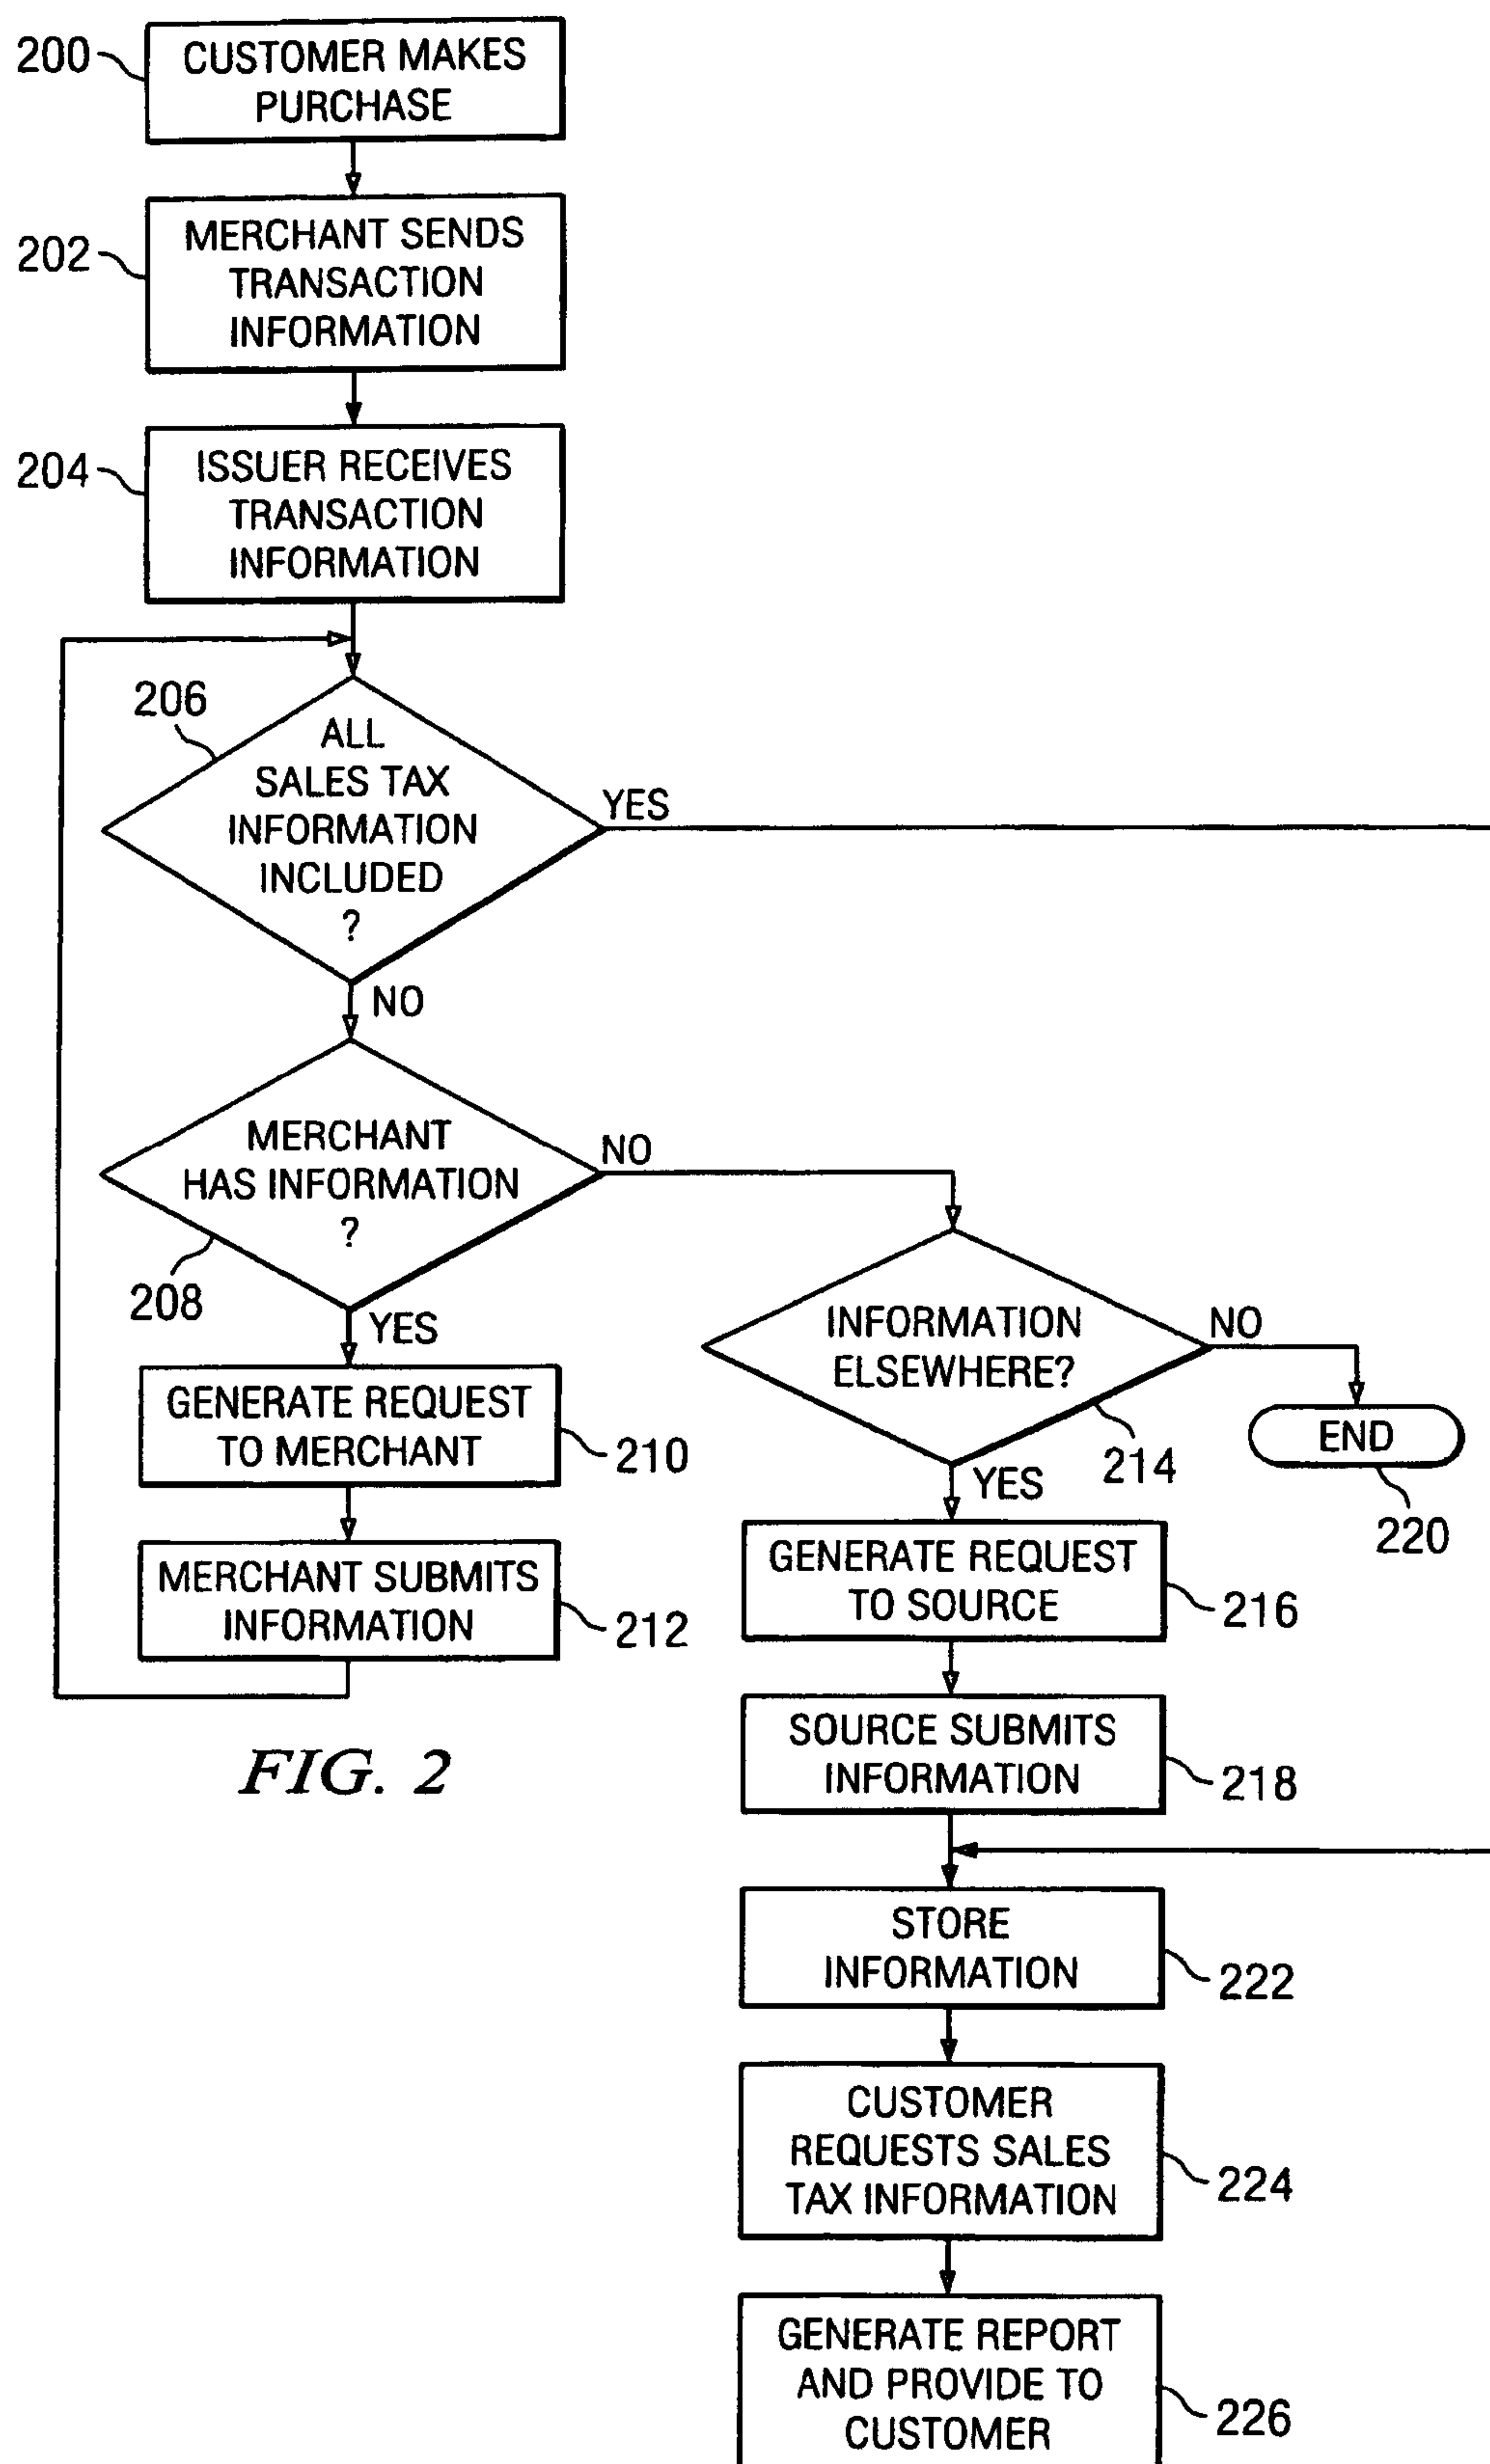 200
CUSTOMER MAKES
PURCHASE
202
MERCHANT SENDS
TRANSACTION
INFORMATION
204
ISSUER RECEIVES
TRANSACTION
INFORMATION
206
ALL
SALES TAX
INFORMATION
INCLUDED
?
YES
NO
MERCHANT
HAS INFORMATION
?
208
NO
YES
GENERATE REQUEST
TO MERCHANT
210
MERCHANT SUBMITS
INFORMATION
212
INFORMATION
ELSEWHERE?
214
NO
END
220
YES
GENERATE REQUEST
TO SOURCE
216
SOURCE SUBMITS
INFORMATION
218
FIG. 2
STORE
INFORMATION
222
CUSTOMER
REQUESTS SALES
TAX INFORMATION
224
GENERATE REPORT
AND PROVIDE TO
CUSTOMER
226